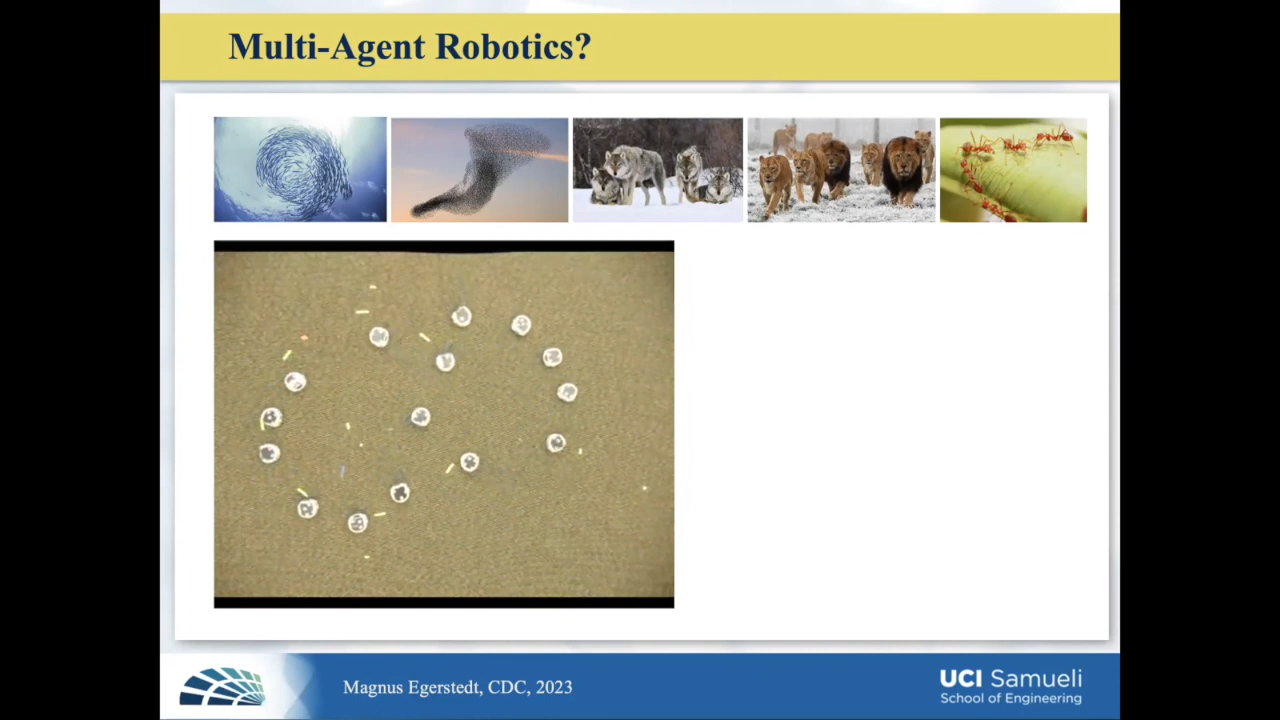 Multi-Agent Robotics?
Magnus Egerstedt, CDC, 2023
UCI Samueli
School of Engineering